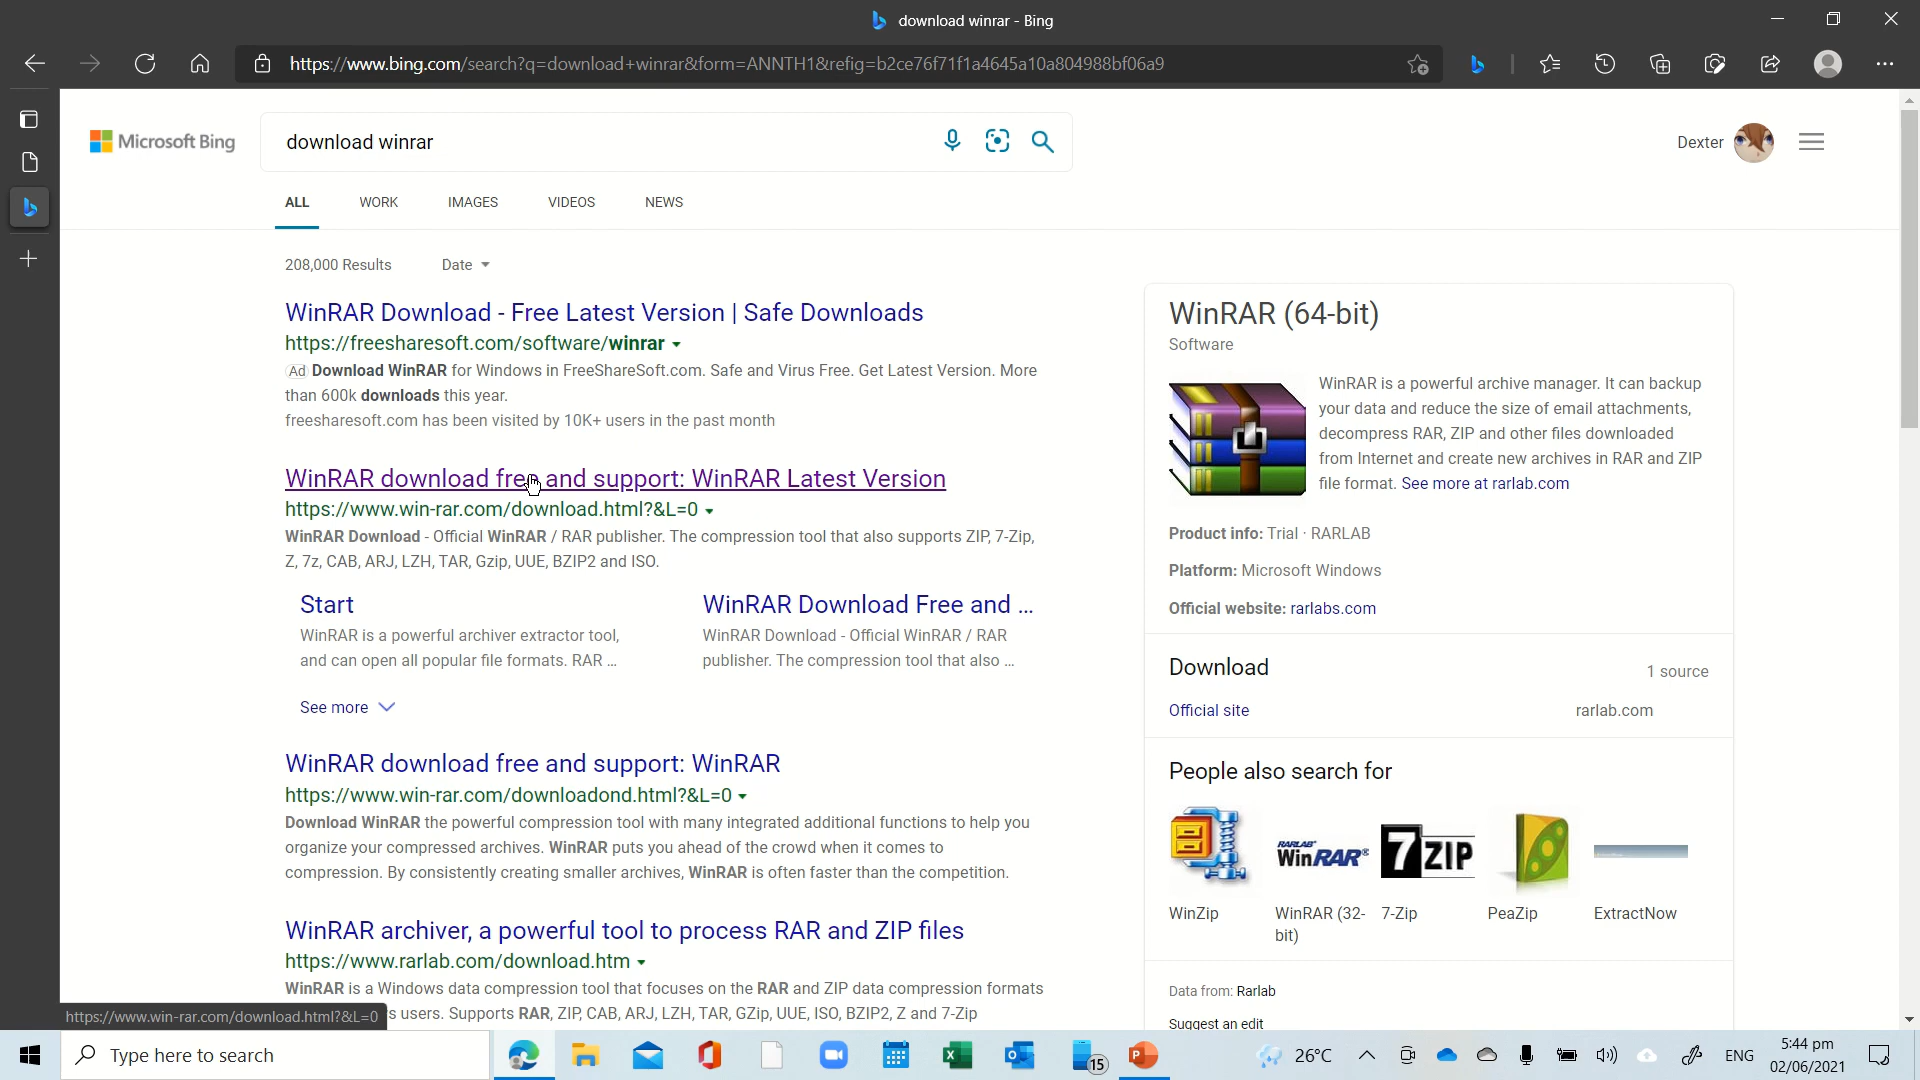 download winrar - Bing
https://www.bing.com/search?q=download+winrar&form=ANNTH1&refig=b2ce76f71f1a4645a10a804988bf06a9
Microsoft Bing
download winrar
Dexter
ALL WORK IMAGES VIDEOS NEWS
208,000 Results Date
WinRAR Download - Free Latest Version | Safe Downloads
https://freesharesoft.com/software/winrar
Ad Download WinRAR for Windows in FreeShareSoft.com. Safe and Virus Free. Get Latest Version. More
than 600k downloads this year.
freesharesoft.com has been visited by 10K+ users in the past month
WinRAR download free and support: WinRAR Latest Version
https://www.win-rar.com/download.html?&L=0
WinRAR Download - Official WinRAR / RAR publisher. The compression tool that also supports ZIP, 7-Zip,
Z, 7z, CAB, ARJ, LZH, TAR, Gzip, UUE, BZIP2 and ISO.
Start
WinRAR is a powerful archiver extractor tool,
and can open all popular file formats. RAR ...
WinRAR Download Free and ...
WinRAR Download - Official WinRAR / RAR
publisher. The compression tool that also ...
See more
WinRAR download free and support: WinRAR
https://www.win-rar.com/downloadond.html?&L=0
Download WinRAR the powerful compression tool with many integrated additional functions to help you
organize your compressed archives. WinRAR puts you ahead of the crowd when it comes to
compression. By consistently creating smaller archives, WinRAR is often faster than the competition.
WinRAR archiver, a powerful tool to process RAR and ZIP files
https://www.rarlab.com/download.htm
WinRAR is a Windows data compression tool that focuses on the RAR and ZIP data compression formats
s users. Supports RAR, ZIP, CAB, ARJ, LZH, TAR, GZip, UUE, ISO, BZIP2, Z and 7-Zip
https://www.win-rar.com/download.html?&L=0
WinRAR (64-bit)
Software
WinRAR is a powerful archive manager. It can backup
your data and reduce the size of email attachments,
decompress RAR, ZIP and other files downloaded
from Internet and create new archives in RAR and ZIP
file format. See more at rarlab.com
Product info: Trial · RARLAB
Platform: Microsoft Windows
Official website: rarlabs.com
Download 1 source
Official site rarlab.com
People also search for
RARLAB®
WinRAR®
7ZIP
WinZip WinRAR (32- 7-Zip PeaZip ExtractNow
bit)
Data from: Rarlab
Suggest an edit
Type here to search
15
26°C
ENG
5:44 pm
02/06/2021